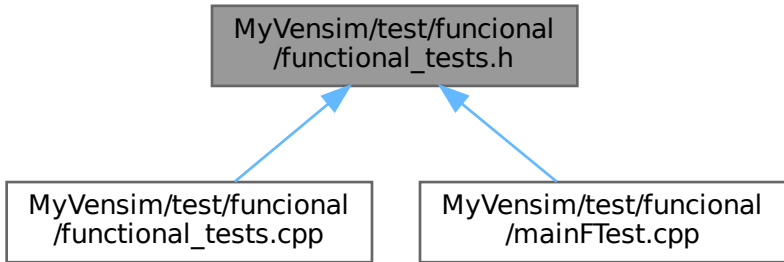 MyVensim/test/funcional
/functional_tests.h
MyVensim/test/funcional
/functional_tests.cpp
MyVensim/test/funcional
/mainFTest.cpp